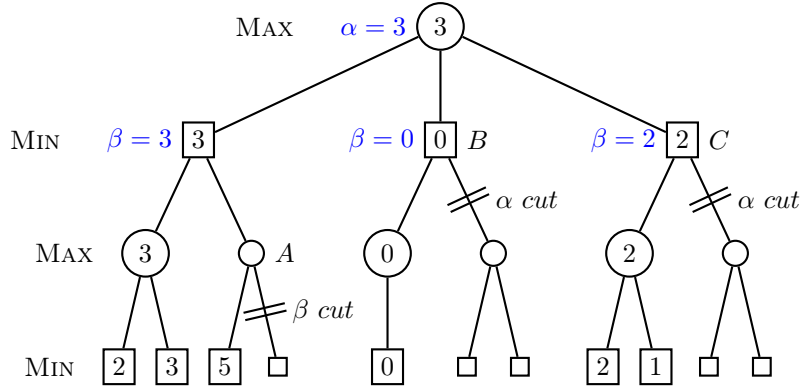 MAX α = 3 3
MIN β = 3 3 β = 0 0 B β = 2 2 C
α cut α cut
MAX 3 A 0 2
β cut
MIN 2 3 5 0 2 1